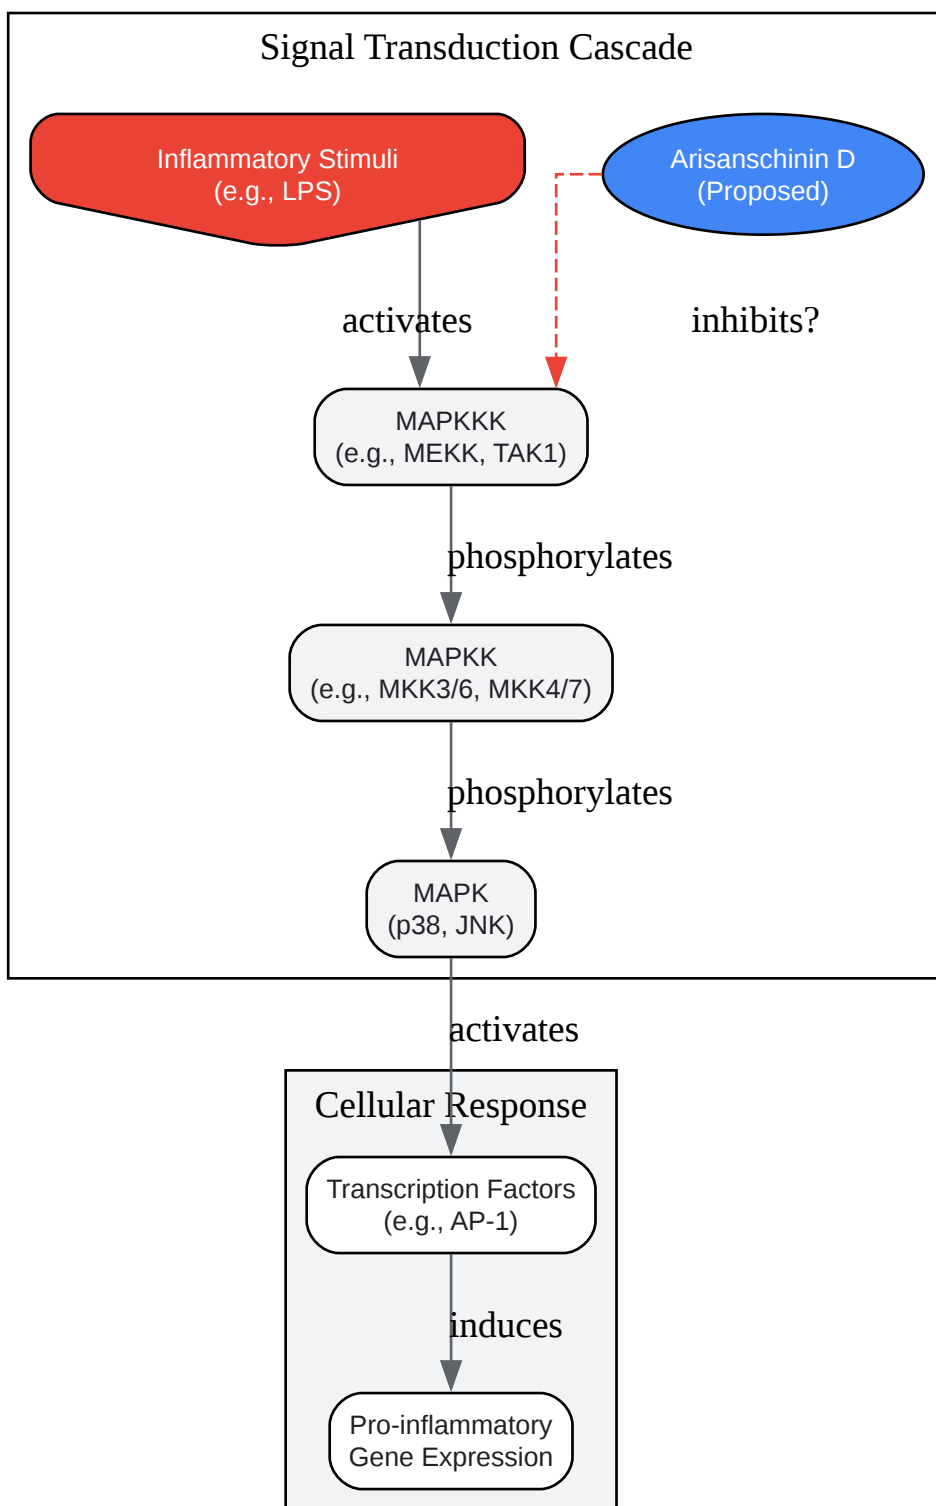 Signal Transduction Cascade
Inflammatory Stimuli
(e.g., LPS)
Arisanschinin D
(Proposed)
activates
inhibits?
MAPKKK
(e.g., MEKK, TAK1)
phosphorylates
MAPKK
(e.g., MKK3/6, MKK4/7)
phosphorylates
MAPK
(p38, JNK)
activates
Cellular Response
Transcription Factors
(e.g., AP-1)
induces
Pro-inflammatory
Gene Expression